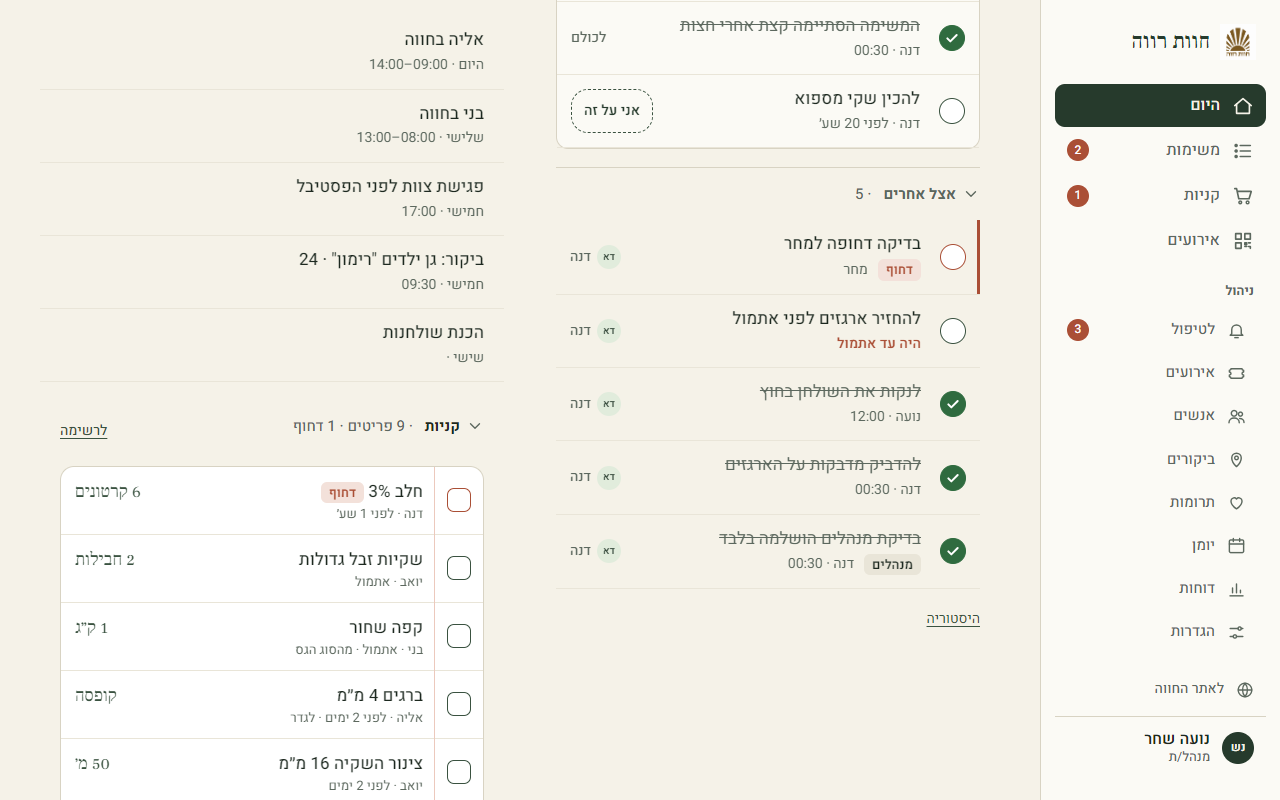 חוות רווה
היום
משימות 2
קניות 1
אירועים
ניהול
לטיפול 3
אירועים
אנשים
ביקורים
תרומות
יומן
דוחות
הגדרות
לאתר החווה
נועה שחר
נש
מנהל/ת
המשימה הסתיימה קצת אחרי חצות
לכולם
דנה · 00:30
להכין שקי מספוא
אני על זה
דנה · לפני 20 שע׳
אצל אחרים · 5
בדיקה דחופה למחר
דא דנה
דחוף מחר
להחזיר ארגזים לפני אתמול
דא דנה
היה עד אתמול
לנקות את השולחן בחוץ
דא דנה
נועה · 12:00
להדביק מדבקות על הארגזים
דא דנה
דנה · 00:30
בדיקת מנהלים הושלמה בלבד
דא דנה
מנהלים דנה · 00:30
היסטוריה
אליה בחווה
היום · 09:00–14:00
בני בחווה
שלישי · 08:00–13:00
פגישת צוות לפני הפסטיבל
חמישי · 17:00
ביקור: גן ילדים "רימון" · 24
חמישי · 09:30
הכנת שולחנות
שישי ·
קניות · 9 פריטים · 1 דחוף
לרשימה
חלב 3% דחוף
6 קרטונים
דנה · לפני 1 שע׳
שקיות זבל גדולות
2 חבילות
יואב · אתמול
קפה שחור
1 ק״ג
בני · אתמול · מהסוג הגס
ברגים 4 מ״מ
קופסה
אליה · לפני 2 ימים · לגדר
צינור השקיה 16 מ״מ
50 מ׳
יואב · לפני 2 ימים